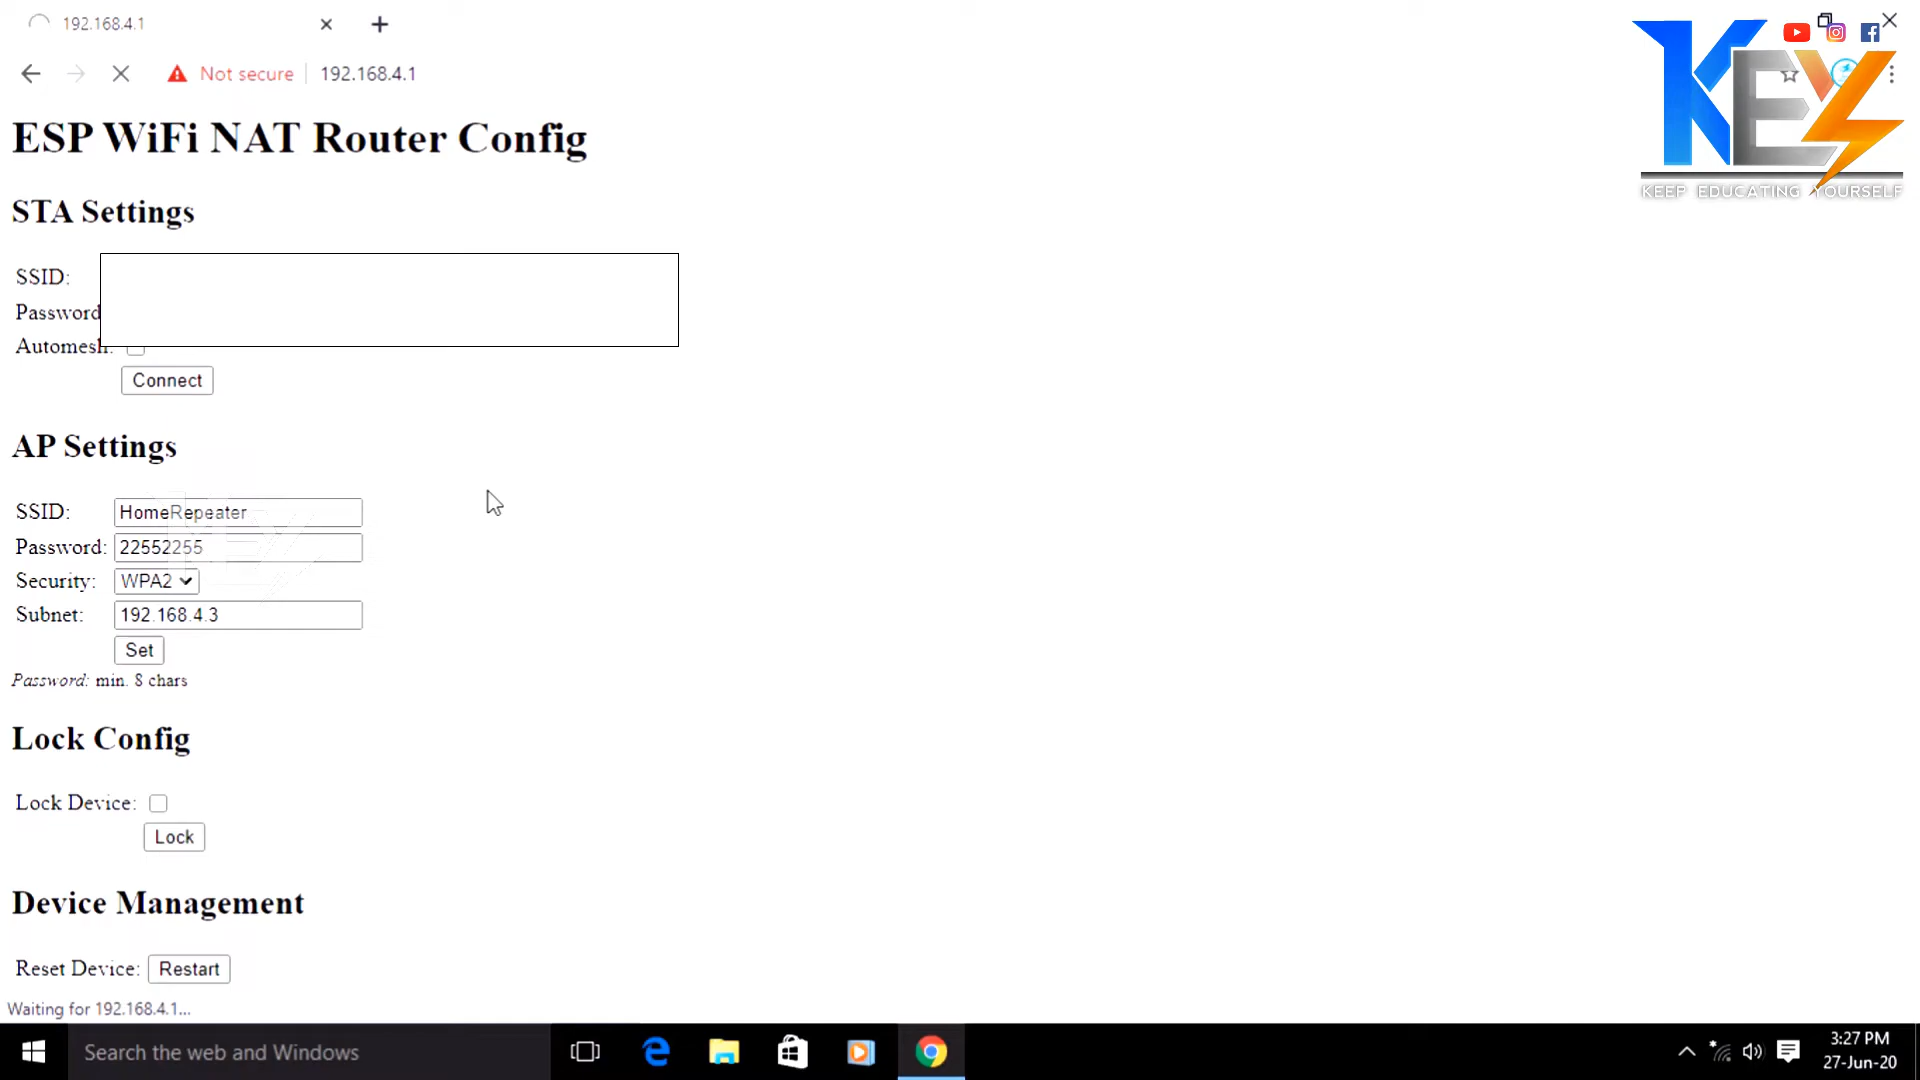 192.168.4.1
Not secure
192.168.4.1
KEY
KEEP EDUCATING YOURSELF
ESP WiFi NAT Router Config
STA Settings
SSID:
Password
Automesh:
Connect
AP Settings
SSID: HomeRepeater
Password: 22552255
Security: WPA2
Subnet: 192.168.4.3
Set
Password: min. 8 chars
Lock Config
Lock Device:
Lock
Device Management
Reset Device: Restart
Waiting for 192.168.4.1...
Search the web and Windows
3:27 PM
27-Jun-20